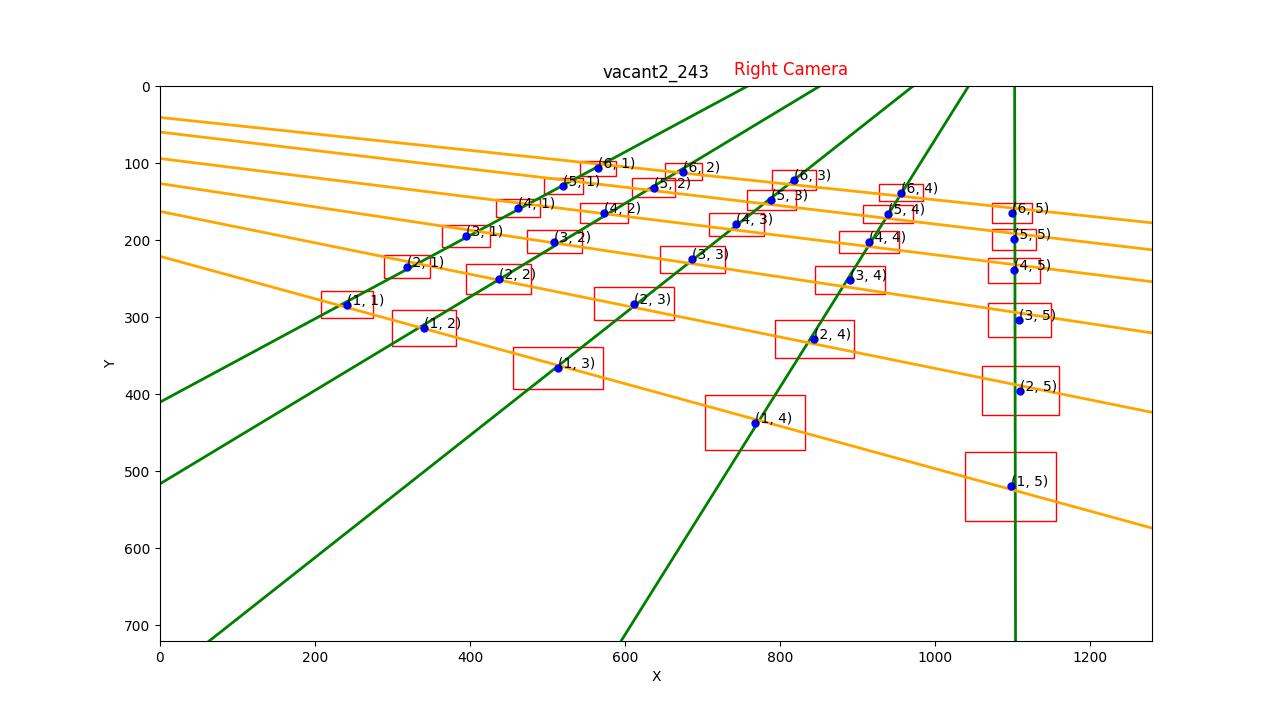 vacant2_243 Right Camera
0
(6, 1) (6, 2) (6, 3) (6, 4) (6, 5)
100
(5, 1) (5, 2) (5, 3) (5, 4) (5, 5)
(4, 1) (4, 2) (4, 3) (4, 4) (4, 5)
200
(3, 1) (3, 2) (3, 3) (3, 4) (3, 5)
(2, 1) (2, 2) (2, 3) (2, 4) (2, 5)
300
(1, 1) (1, 2) (1, 3) (1, 4) (1, 5)
Y
400
500
600
700
0 200 400 600 800 1000 1200
X